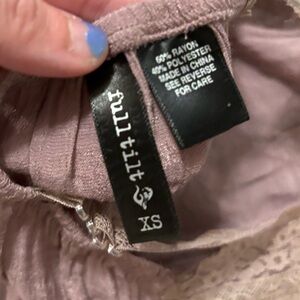 full tilt
XS
60% RAYON
40% POLYESTER
MADE IN CHINA
SEE REVERSE
FOR CARE